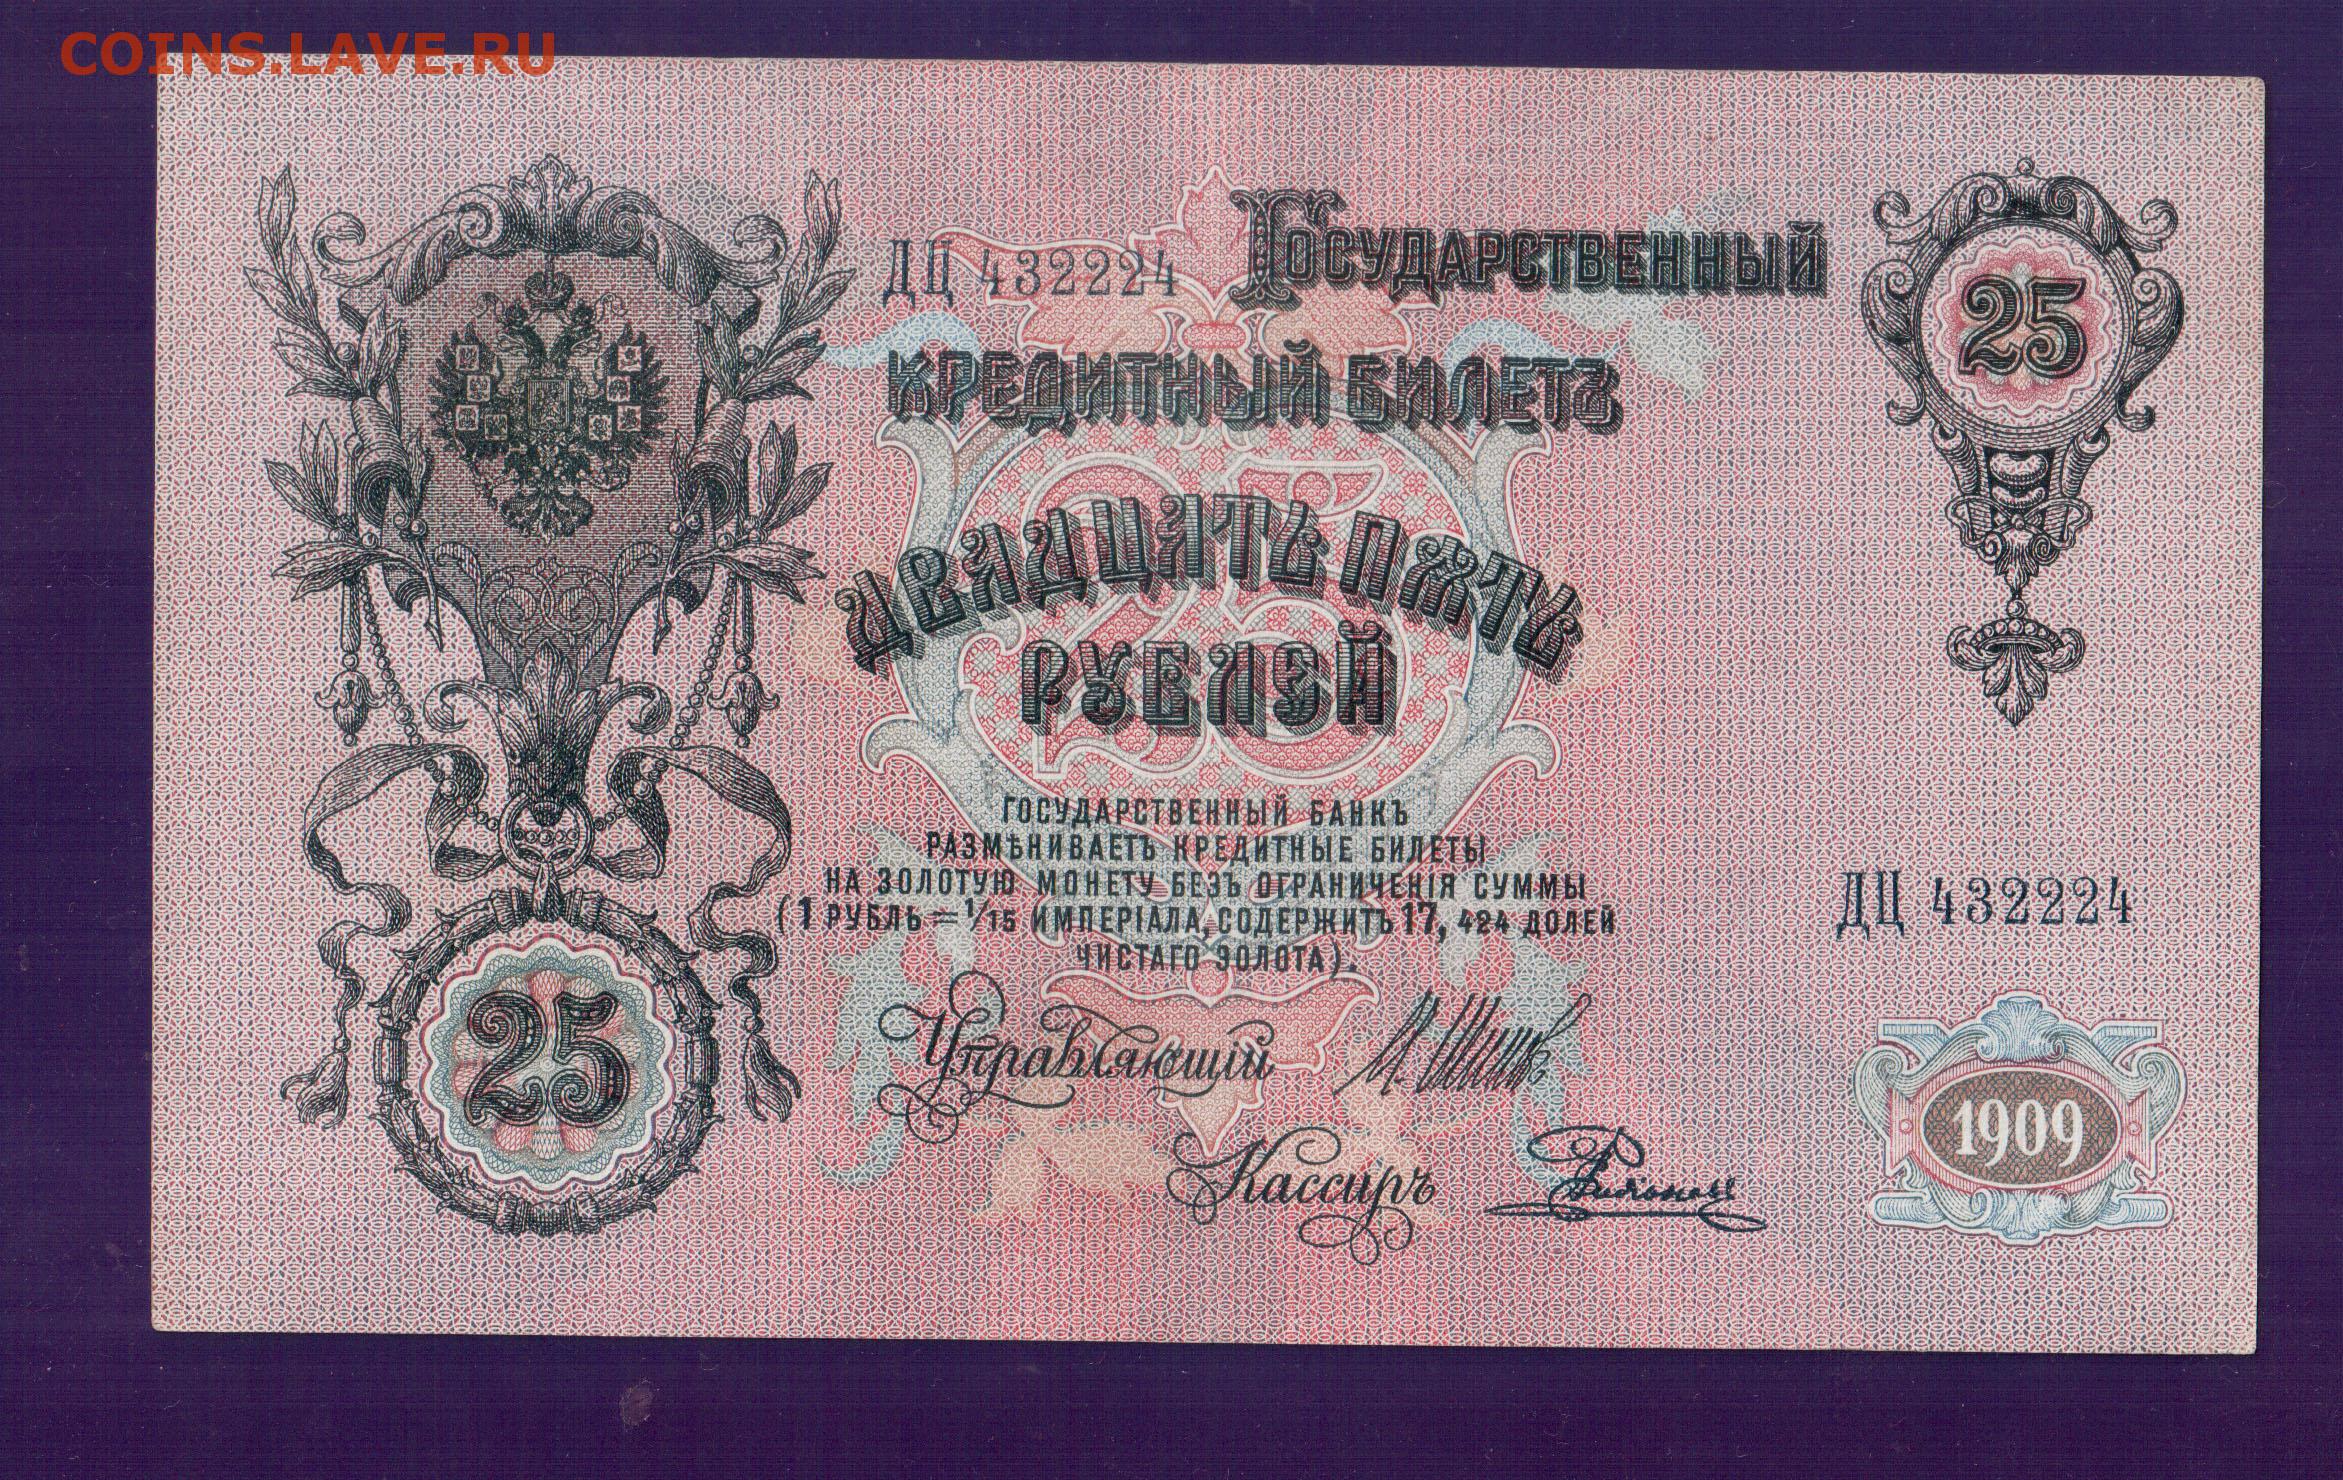 COINS.LAVE.RU
ДЦ 432224
ГОСУДАРСТВЕННЫЙ
25
КРЕДИТНЫЙ БИЛЕТЪ
ДВАДЦАТЬ ПЯТЬ
РУБЛЕЙ
ГОСУДАРСТВЕННЫЙ БАНКЪ
РАЗМѢНИВАЕТЪ КРЕДИТНЫЕ БИЛЕТЫ
НА ЗОЛОТУЮ МОНЕТУ БЕЗЪ ОГРАНИЧЕНІЯ СУММЫ
(1 РУБЛЬ = 1/15 ИМПЕРІАЛА, СОДЕРЖИТЪ 17, 424 ДОЛЕЙ
ЧИСТАГО ЗОЛОТА).
ДЦ 432224
25
Управляющій
Кассиръ
1909